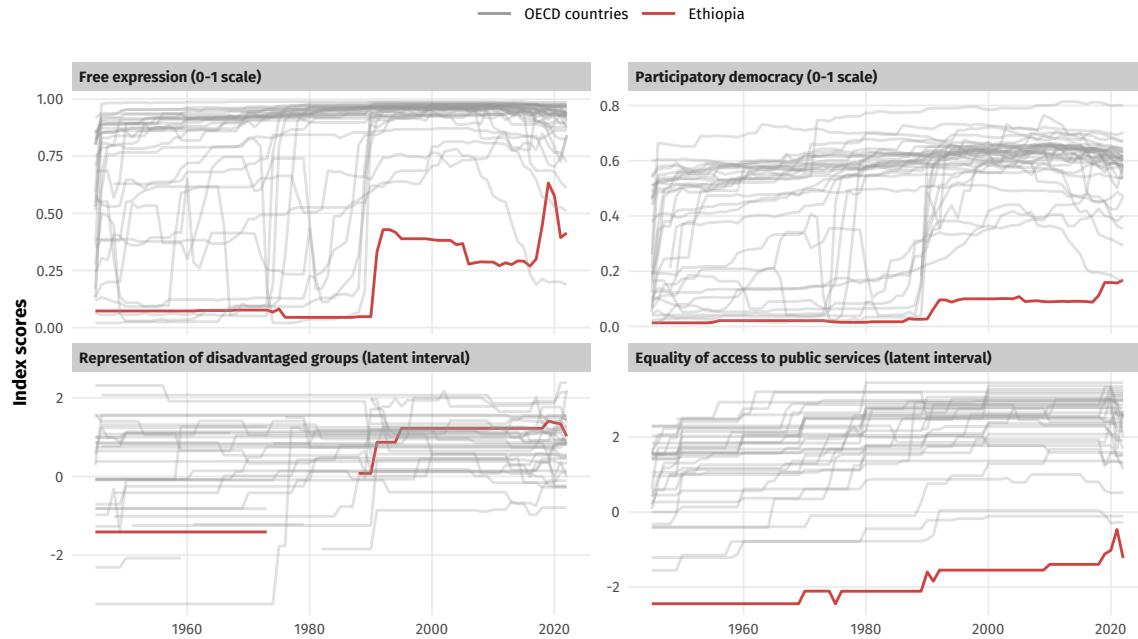 OECD countries Ethiopia
Free expression (0-1 scale)
1.00
0.75
0.50
0.25
0.00
Participatory democracy (0-1 scale)
0.8
0.6
0.4
0.2
0.0
Index scores
Representation of disadvantaged groups (latent interval)
2
0
-2
1960 1980 2000 2020
Equality of access to public services (latent interval)
2
0
-2
1960 1980 2000 2020